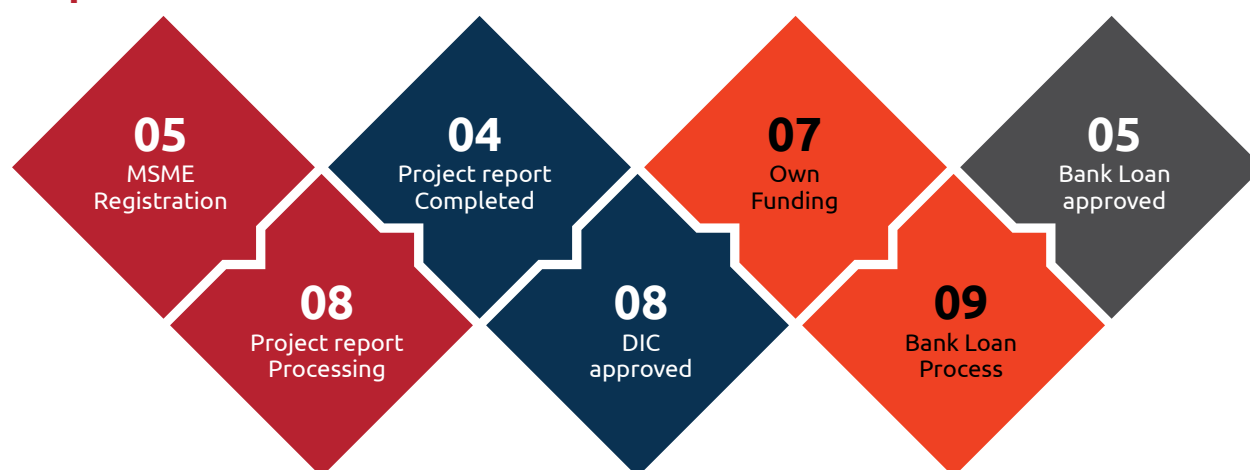 05
MSME
Registration
08
Project report
Processing
04
Project report
Completed
08
DIC
approved
07
Own
Funding
09
Bank Loan
Process
05
Bank Loan
approved